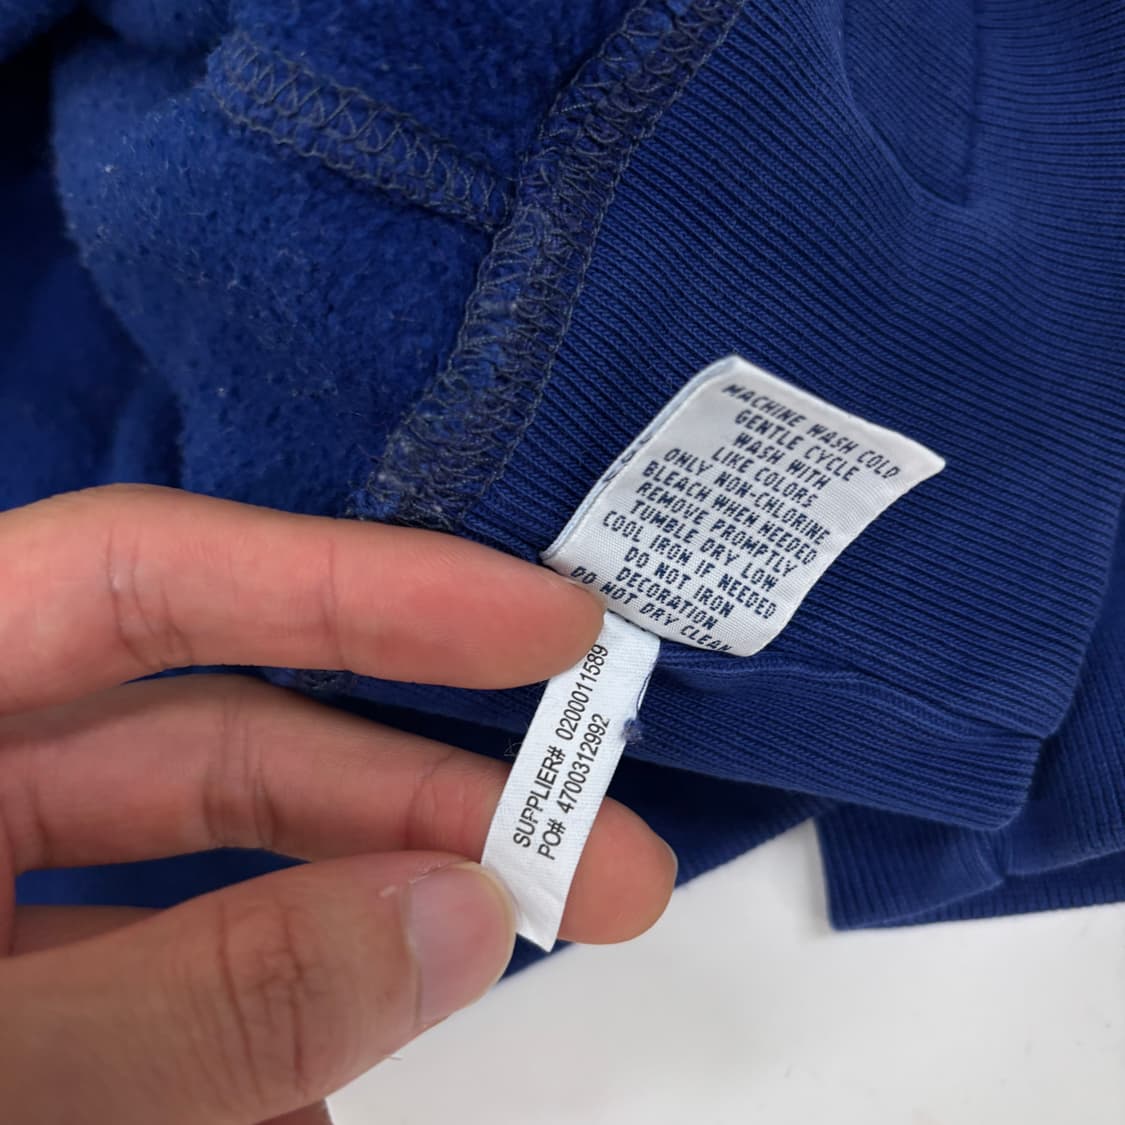 MACHINE WASH COLD
GENTLE CYCLE
WASH WITH
LIKE COLORS
ONLY NON-CHLORINE
BLEACH WHEN NEEDED
REMOVE PROMPTLY
TUMBLE DRY LOW
COOL IRON IF NEEDED
DO NOT IRON
DECORATION
DO NOT DRY CLEAN
SUPPLIER# 0200011589
PO# 4700312992